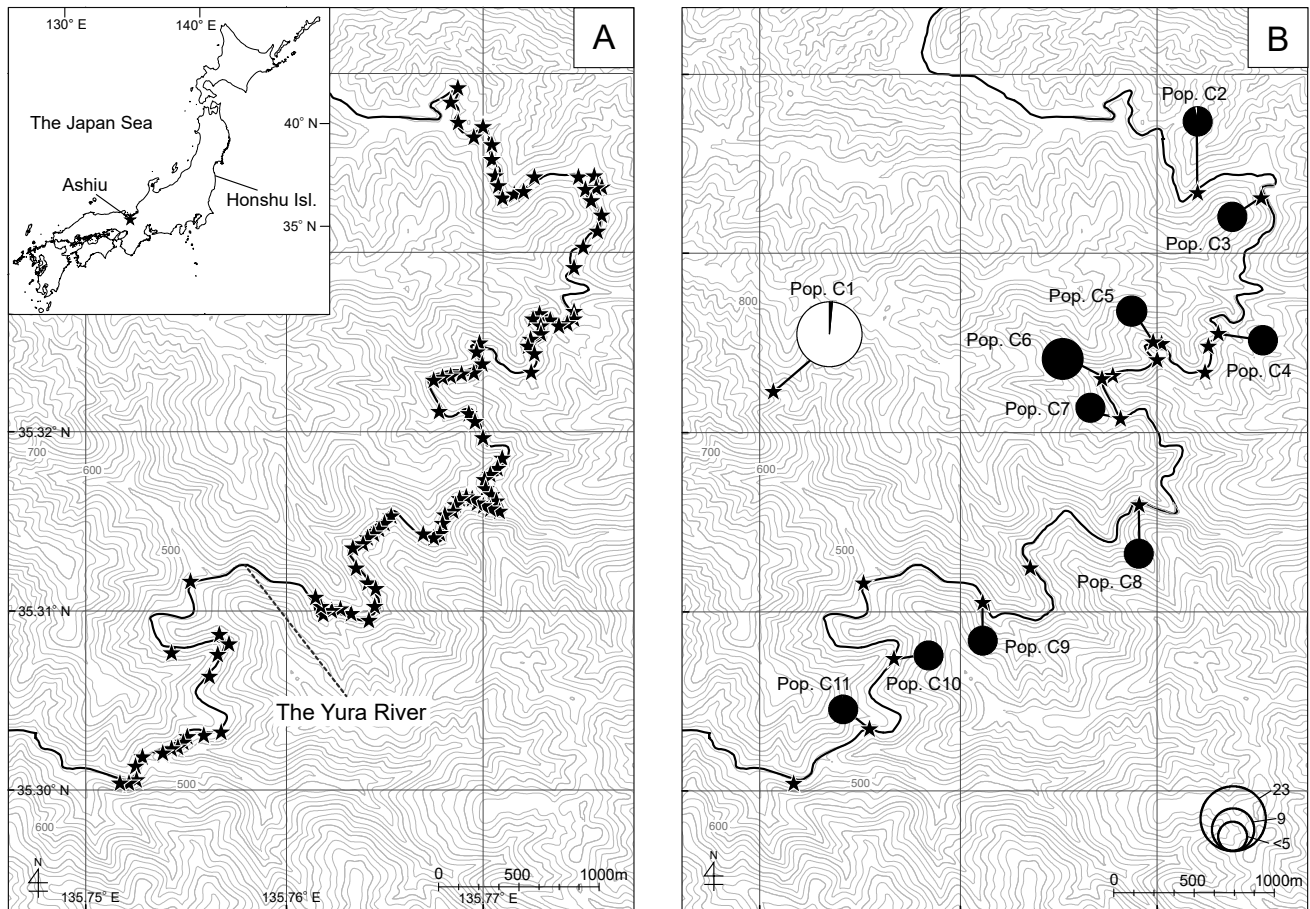 130° E
140° E
A
The Japan Sea
40° N
Ashiu
Honshu Isl.
35° N
35.32° N
700
600
500
35.31° N
The Yura River
35.30° N
500
600
N
0 500 1000m
135.75° E
135.76° E
135.77° E
B
Pop. C2
Pop. C3
800
Pop. C1
Pop. C5
Pop. C6
Pop. C4
Pop. C7
700
600
500
Pop. C8
Pop. C9
Pop. C11
Pop. C10
500
23
9
<5
600
N
0 500 1000m